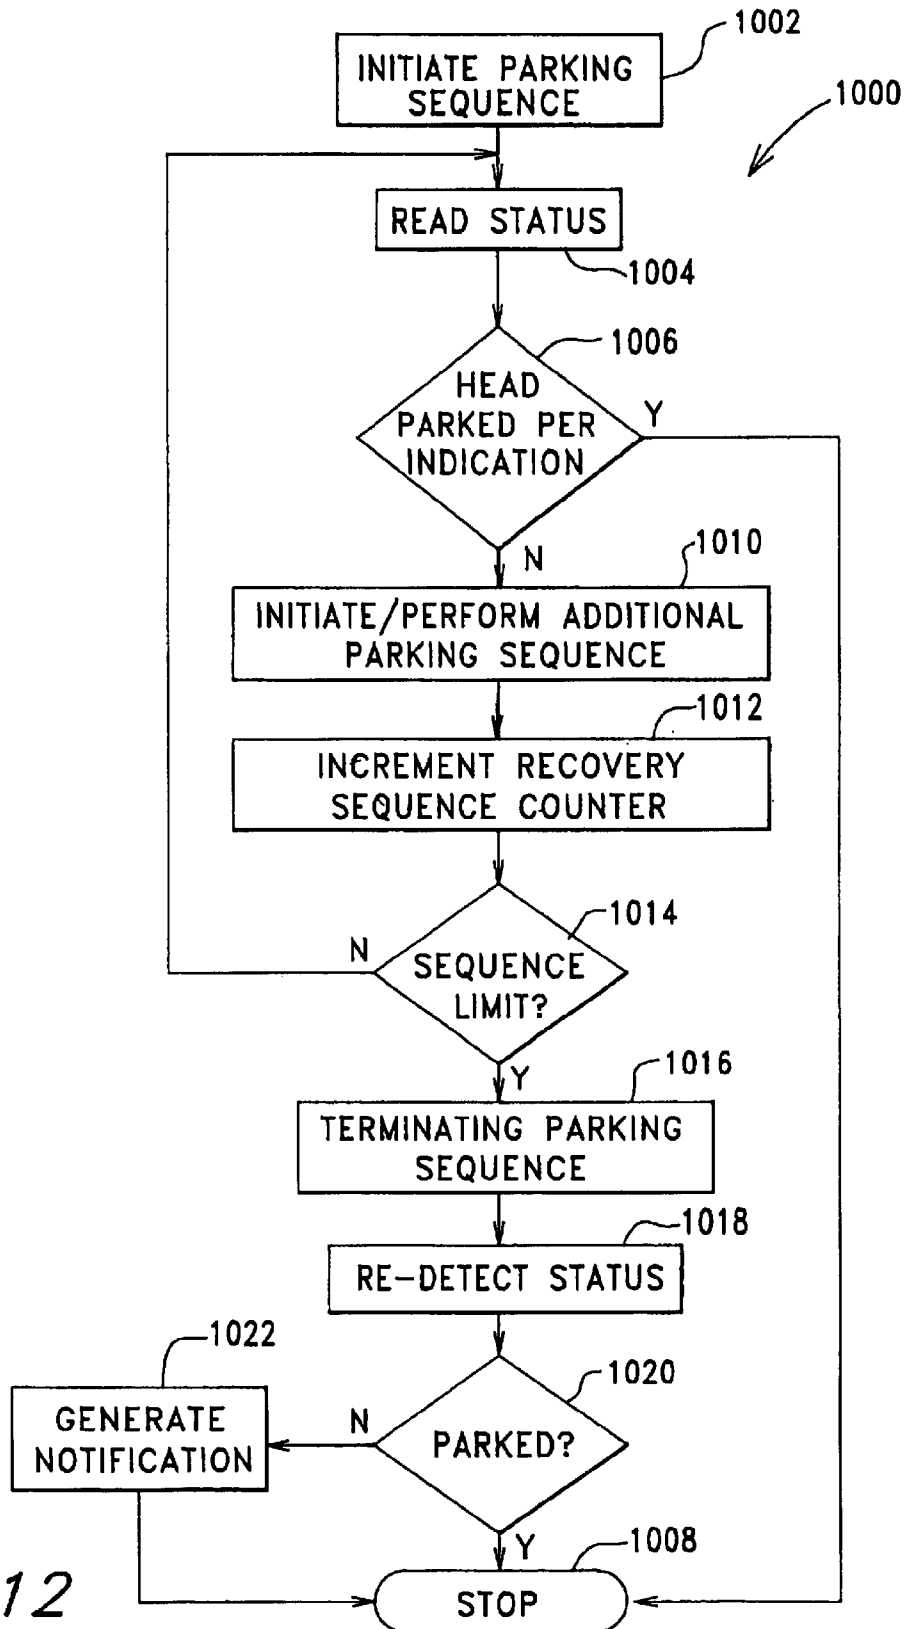 1002
INITIATE PARKING
SEQUENCE
1000
READ STATUS
1004
1006
HEAD
PARKED PER
INDICATION
Y
N
1010
INITIATE/PERFORM ADDITIONAL
PARKING SEQUENCE
1012
INCREMENT RECOVERY
SEQUENCE COUNTER
1014
N
SEQUENCE
LIMIT?
Y
1016
TERMINATING PARKING
SEQUENCE
1018
RE-DETECT STATUS
1022
1020
GENERATE
NOTIFICATION
N
PARKED?
Y
1008
STOP
12